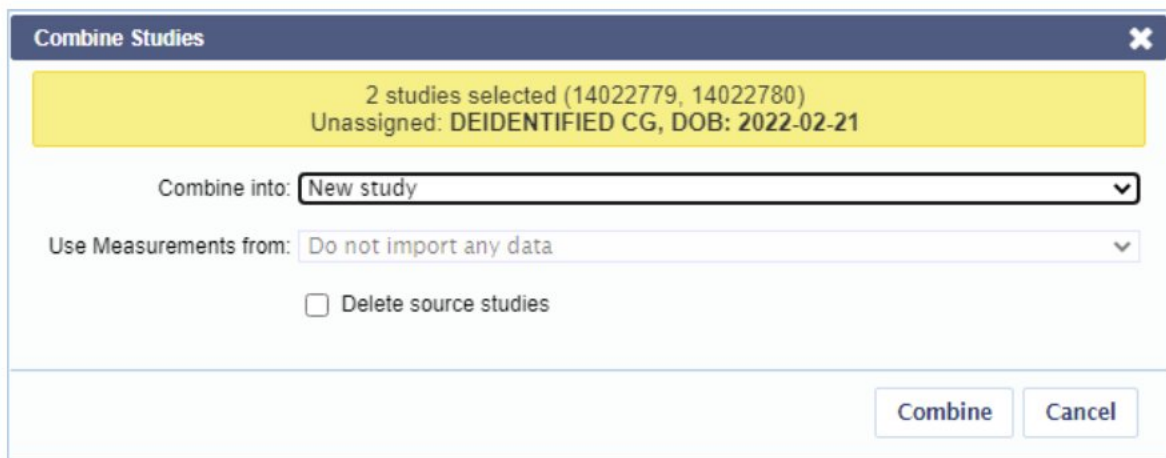 Combine Studies
2 studies selected (14022779, 14022780)
Unassigned: DEIDENTIFIED CG, DOB: 2022-02-21
Combine into: New study
Use Measurements from: Do not import any data
Delete source studies
Combine Cancel